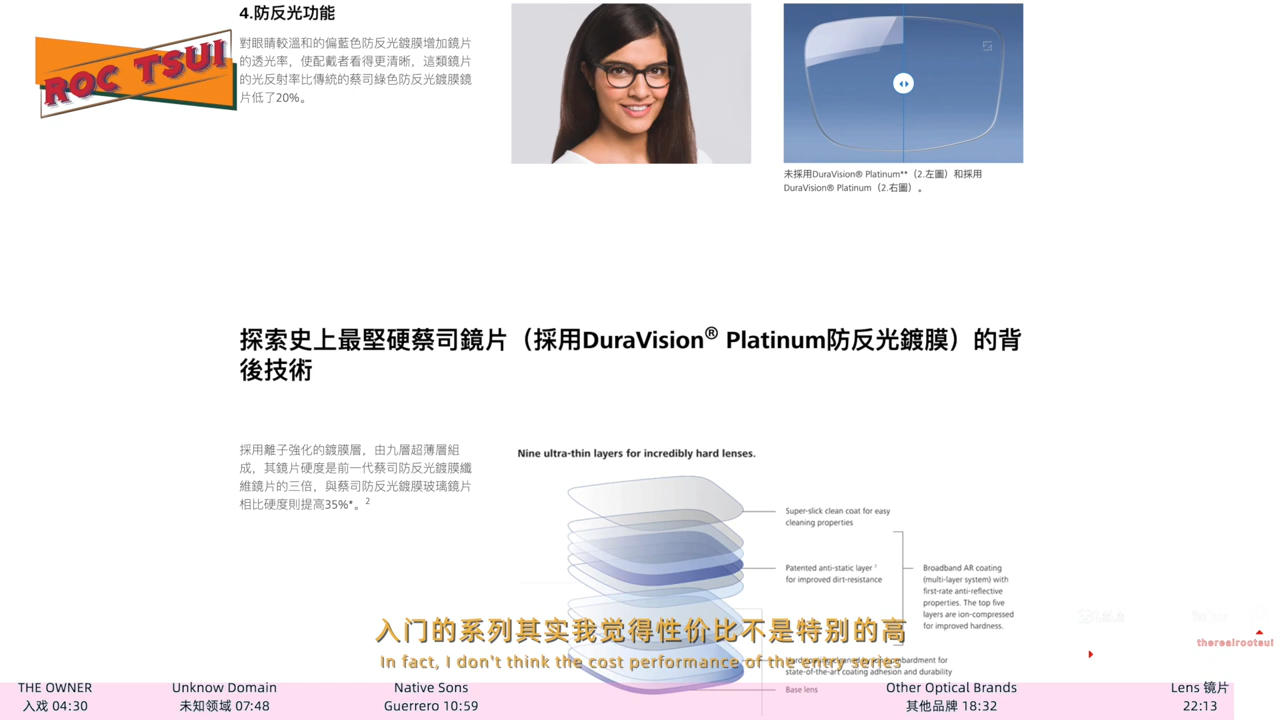 4.防反光功能
對眼睛較溫和的偏藍色防反光鍍膜增加鏡片
的透光率，使配戴者看得更清晰，這類鏡片
的光反射率比傳統的蔡司綠色防反光鍍膜鏡
片低了20%。
ROC TSUI
未採用DuraVision® Platinum**（2.左圖）和採用
DuraVision® Platinum（2.右圖）。
探索史上最堅硬蔡司鏡片（採用DuraVision® Platinum防反光鍍膜）的背
後技術
採用離子強化的鍍膜層，由九層超薄層組
成，其鏡片硬度是前一代蔡司防反光鍍膜纖
維鏡片的三倍，與蔡司防反光鍍膜玻璃鏡片
相比硬度則提高35%*。2
Nine ultra-thin layers for incredibly hard lenses.
Super-slick clean coat for easy
cleaning properties
Patented anti-static layer
for improved dirt-resistance
Broadband AR coating
(multi-layer system) with
first-rate anti-reflective
properties. The top five
layers are ion-compressed
for improved hardness.
state-of-the-art coating adhesion and durability
Base lens
入门的系列其实我觉得性价比不是特别的高
In fact, I don't think the cost performance of the entry series
therealrootsui
THE OWNER
入戏 04:30
Unknow Domain
未知领域 07:48
Native Sons
Guerrero 10:59
Other Optical Brands
其他品牌 18:32
Lens 镜片
22:13